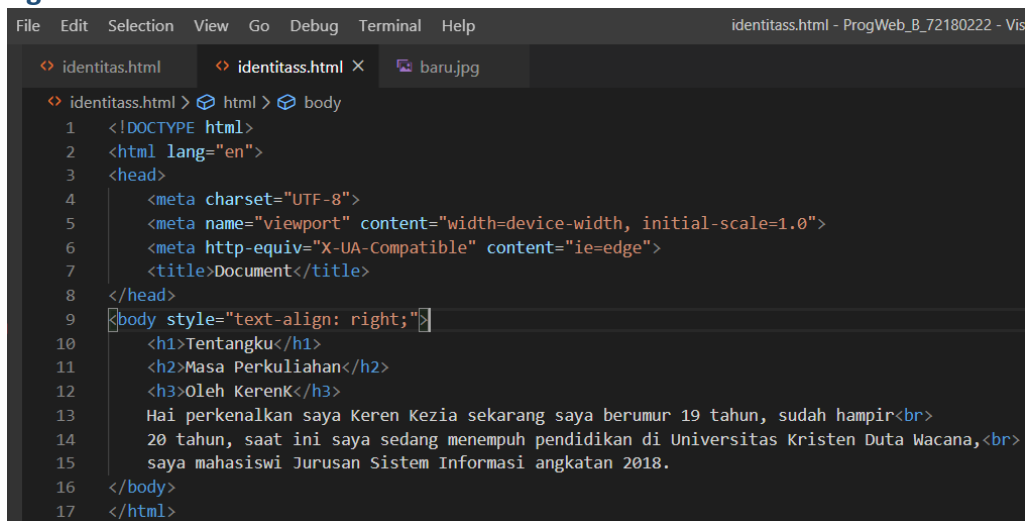 File Edit Selection View Go Debug Terminal Help identitass.html - ProgWeb_B_72180222 - Vis
identitas.html identitass.html × baru.jpg
identitass.html > html > body
1 <!DOCTYPE html>
2 <html lang="en">
3 <head>
4 <meta charset="UTF-8">
5 <meta name="viewport" content="width=device-width, initial-scale=1.0">
6 <meta http-equiv="X-UA-Compatible" content="ie=edge">
7 <title>Document</title>
8 </head>
9 <body style="text-align: right;">
10 <h1>Tentangku</h1>
11 <h2>Masa Perkuliahan</h2>
12 <h3>Oleh KerenK</h3>
13 Hai perkenalkan saya Keren Kezia sekarang saya berumur 19 tahun, sudah hampir<br>
14 20 tahun, saat ini saya sedang menempuh pendidikan di Universitas Kristen Duta Wacana,<br>
15 saya mahasiswi Jurusan Sistem Informasi angkatan 2018.
16 </body>
17 </html>